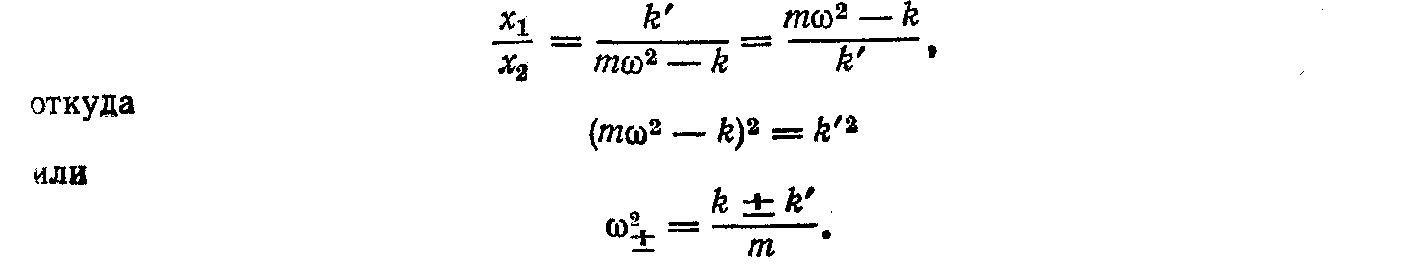 x₁/x₂ = k′/(mω² — k) = (mω² — k)/k′,
откуда
(mω² — k)² = k′²
или
ω²± = (k ± k′)/m.